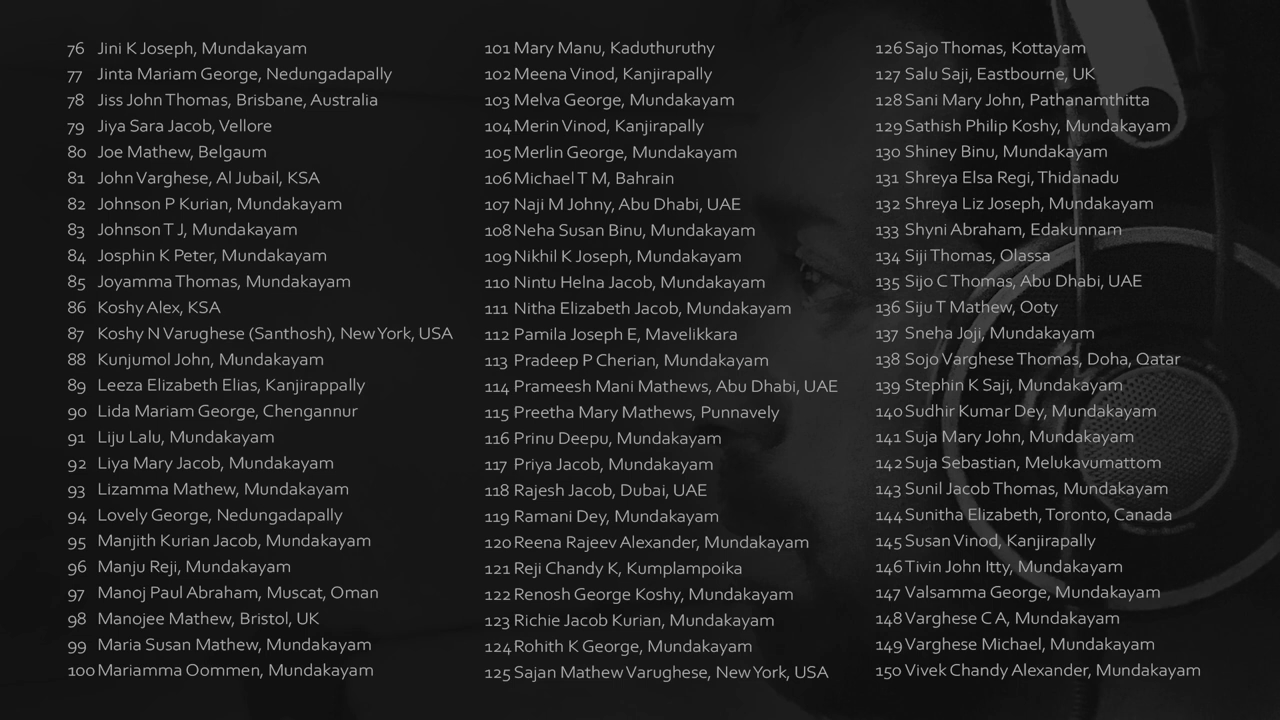 76 Jini K Joseph, Mundakayam
77 Jinta Mariam George, Nedungadapally
78 Jiss John Thomas, Brisbane, Australia
79 Jiya Sara Jacob, Vellore
80 Joe Mathew, Belgaum
81 John Varghese, Al Jubail, KSA
82 Johnson P Kurian, Mundakayam
83 Johnson T J, Mundakayam
84 Josphin K Peter, Mundakayam
85 Joyamma Thomas, Mundakayam
86 Koshy Alex, KSA
87 Koshy N Varughese (Santhosh), New York, USA
88 Kunjumol John, Mundakayam
89 Leeza Elizabeth Elias, Kanjirappally
90 Lida Mariam George, Chengannur
91 Liju Lalu, Mundakayam
92 Liya Mary Jacob, Mundakayam
93 Lizamma Mathew, Mundakayam
94 Lovely George, Nedungadapally
95 Manjith Kurian Jacob, Mundakayam
96 Manju Reji, Mundakayam
97 Manoj Paul Abraham, Muscat, Oman
98 Manojee Mathew, Bristol, UK
99 Maria Susan Mathew, Mundakayam
100 Mariamma Oommen, Mundakayam
101 Mary Manu, Kaduthuruthy
102 Meena Vinod, Kanjirapally
103 Melva George, Mundakayam
104 Merin Vinod, Kanjirapally
105 Merlin George, Mundakayam
106 Michael T M, Bahrain
107 Naji M Johny, Abu Dhabi, UAE
108 Neha Susan Binu, Mundakayam
109 Nikhil K Joseph, Mundakayam
110 Nintu Helna Jacob, Mundakayam
111 Nitha Elizabeth Jacob, Mundakayam
112 Pamila Joseph E, Mavelikkara
113 Pradeep P Cherian, Mundakayam
114 Prameesh Mani Mathews, Abu Dhabi, UAE
115 Preetha Mary Mathews, Punnavely
116 Prinu Deepu, Mundakayam
117 Priya Jacob, Mundakayam
118 Rajesh Jacob, Dubai, UAE
119 Ramani Dey, Mundakayam
120 Reena Rajeev Alexander, Mundakayam
121 Reji Chandy K, Kumplampoika
122 Renosh George Koshy, Mundakayam
123 Richie Jacob Kurian, Mundakayam
124 Rohith K George, Mundakayam
125 Sajan Mathew Varughese, New York, USA
126 Sajo Thomas, Kottayam
127 Salu Saji, Eastbourne, UK
128 Sani Mary John, Pathanamthitta
129 Sathish Philip Koshy, Mundakayam
130 Shiney Binu, Mundakayam
131 Shreya Elsa Regi, Thidanadu
132 Shreya Liz Joseph, Mundakayam
133 Shyni Abraham, Edakunnam
134 Siji Thomas, Olassa
135 Sijo C Thomas, Abu Dhabi, UAE
136 Siju T Mathew, Ooty
137 Sneha Joji, Mundakayam
138 Sojo Varghese Thomas, Doha, Qatar
139 Stephin K Saji, Mundakayam
140 Sudhir Kumar Dey, Mundakayam
141 Suja Mary John, Mundakayam
142 Suja Sebastian, Melukavumattom
143 Sunil Jacob Thomas, Mundakayam
144 Sunitha Elizabeth, Toronto, Canada
145 Susan Vinod, Kanjirapally
146 Tivin John Itty, Mundakayam
147 Valsamma George, Mundakayam
148 Varghese C A, Mundakayam
149 Varghese Michael, Mundakayam
150 Vivek Chandy Alexander, Mundakayam